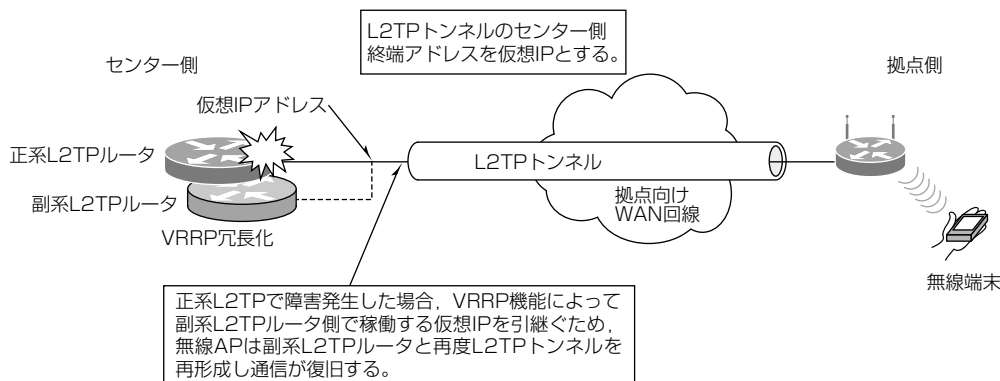 L2TPトンネルのセンター側
終端アドレスを仮想IPとする。
センター側
拠点側
仮想IPアドレス
正系L2TPルータ
L2TPトンネル
副系L2TPルータ
拠点向け
WAN回線
VRRP冗長化
無線端末
正系L2TPで障害発生した場合，VRRP機能によって
副系L2TPルータ側で稼働する仮想IPを引継ぐため，
無線APは副系L2TPルータと再度L2TPトンネルを
再形成し通信が復旧する。